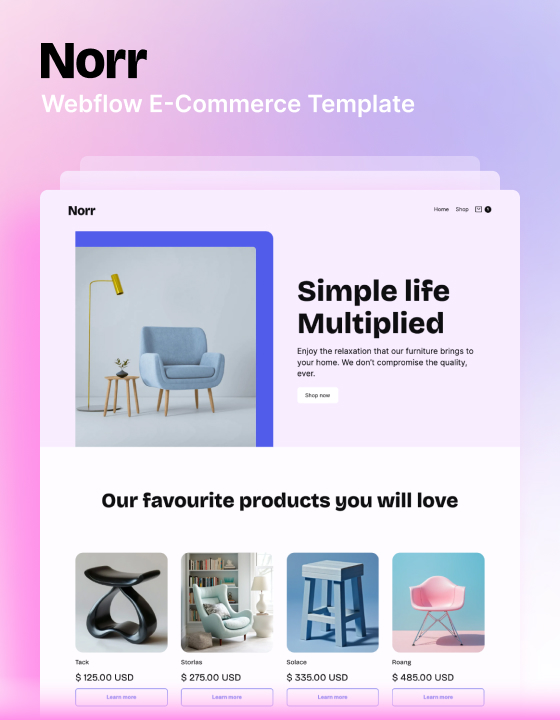 Norr
Webflow E-Commerce Template
Norr
Home Shop
Simple life
Multiplied
Enjoy the relaxation that our furniture brings to
your home. We don't compromise the quality,
ever.
Shop now
Our favourite products you will love
Tack Storlas Solace Roang
$ 125.00 USD $ 275.00 USD $ 335.00 USD $ 485.00 USD
Learn more Learn more Learn more Learn more